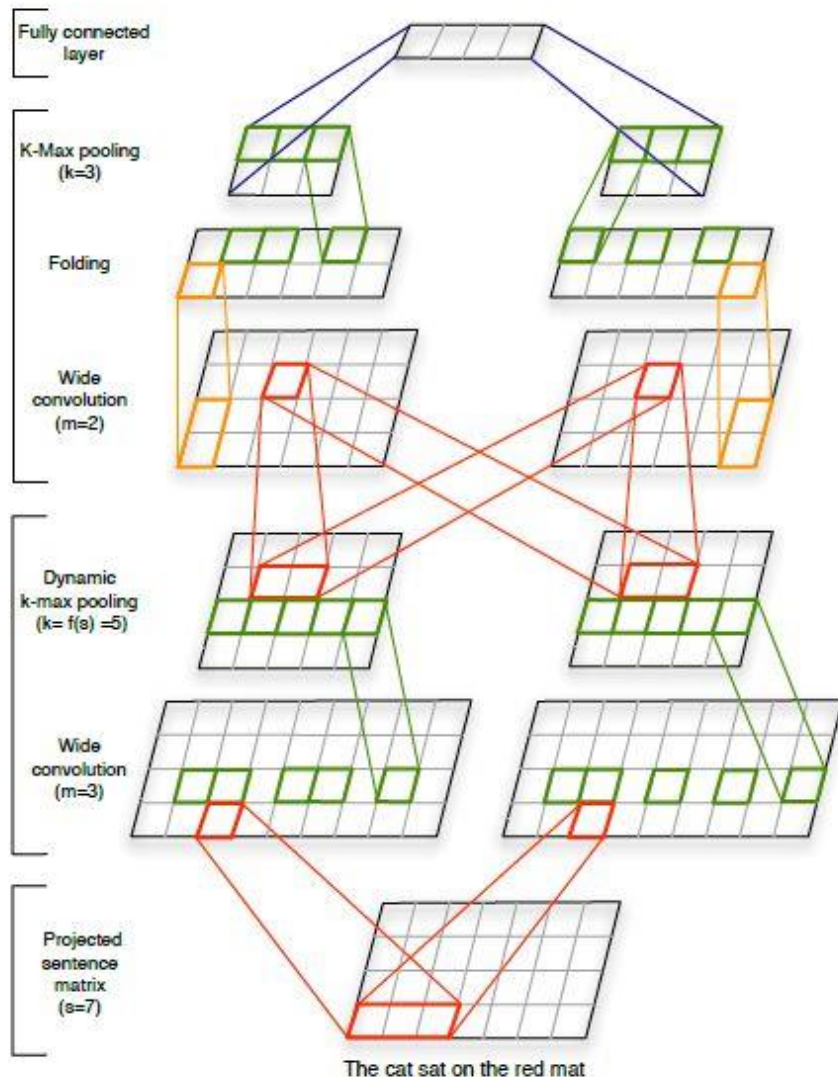 Fully connected
layer
K-Max pooling
(k=3)
Folding
Wide
convolution
(m=2)
Dynamic
k-max pooling
(k= f(s) =5)
Wide
convolution
(m=3)
Projected
sentence
matrix
(s=7)
The cat sat on the red mat